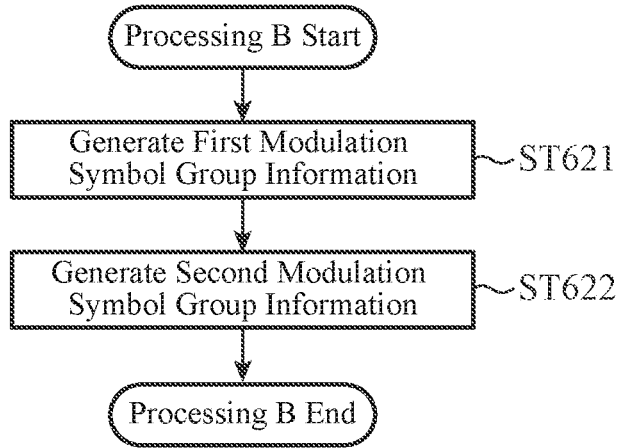 Processing B Start
Generate First Modulation
Symbol Group Information
ST621
Generate Second Modulation
Symbol Group Information
ST622
Processing B End